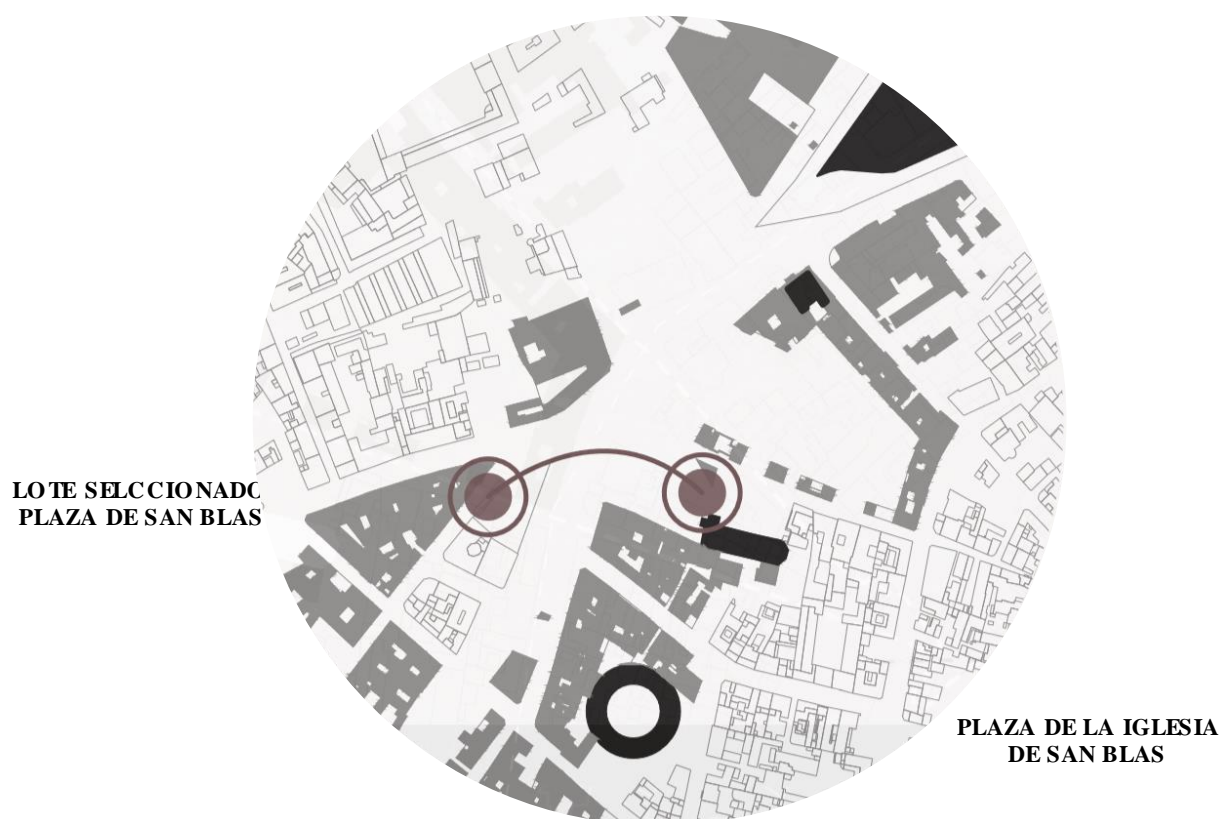 LOTE SELCCIONADO
PLAZA DE SAN BLAS
PLAZA DE LA IGLESIA
DE SAN BLAS